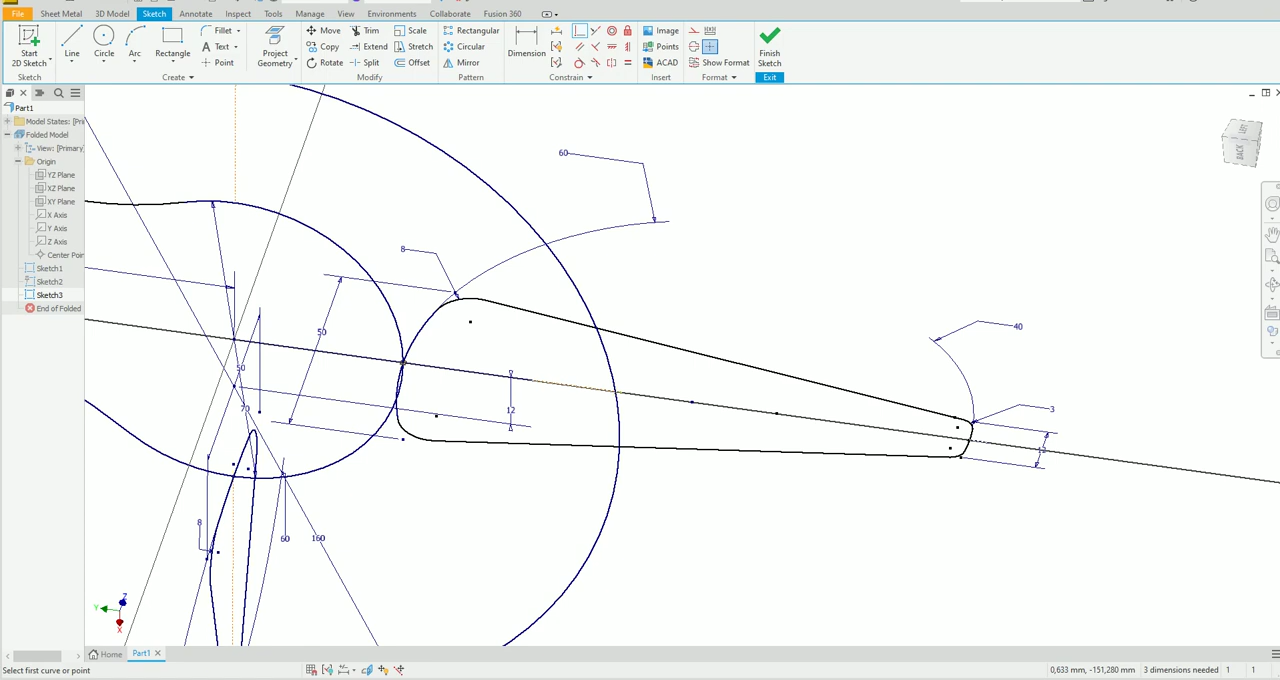 File Sheet Metal 3D Model Sketch Annotate Inspect Tools Manage View Environments Collaborate Fusion 360
Start
2D Sketch
Line
Circle
Arc
Rectangle
Fillet
Text
Point
Project
Geometry
Move
Copy
Rotate
Trim
Extend
Split
Scale
Stretch
Offset
Rectangular
Circular
Mirror
Dimension
Image
Points
ACAD
Show Format
Finish
Sketch
Sketch Create Modify Pattern Constrain Insert Format Exit
Part1
Model States: [Pri
Folded Model
View: [Primary
Origin
YZ Plane
XZ Plane
XY Plane
X Axis
Y Axis
Z Axis
Center Poin
Sketch1
Sketch2
Sketch3
End of Folded
60
8
50
50
70
12
40
3
12
8
60
160
LEFT
BACK
Z
Y
X
Home Part1
Select first curve or point
0,633 mm, -151,280 mm 3 dimensions needed 1 1